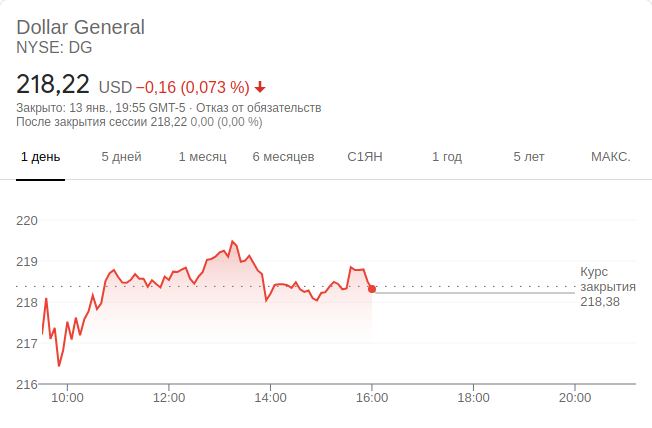 Dollar General
NYSE: DG
218,22 USD −0,16 (0,073 %)
Закрыто: 13 янв., 19:55 GMT-5 · Отказ от обязательств
После закрытия сессии 218,22 0,00 (0,00 %)
1 день 5 дней 1 месяц 6 месяцев С1ЯН 1 год 5 лет МАКС.
220
219
218
217
216
Курс
закрытия
218,38
10:00 12:00 14:00 16:00 18:00 20:00